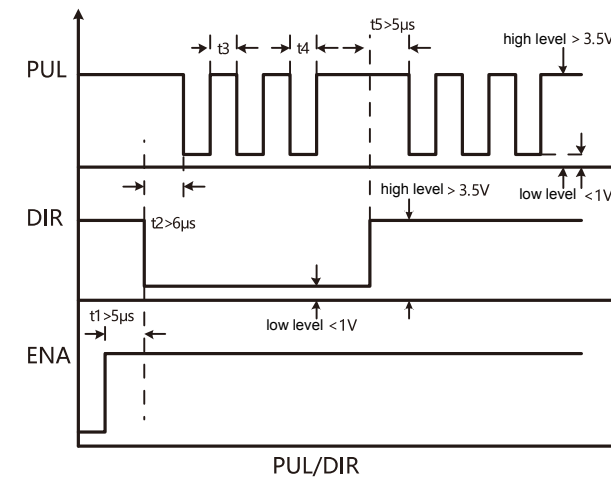 t5>5μs
high level > 3.5V
t3
t4
PUL
low level <1V
high level > 3.5V
DIR
t2>6μs
low level <1V
t1>5μs
ENA
PUL/DIR